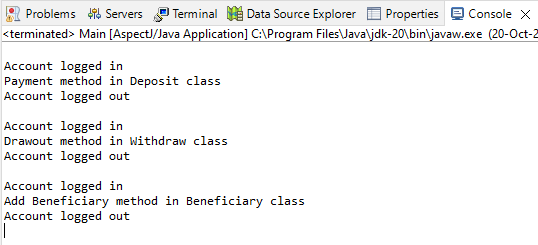 Problems Servers Terminal Data Source Explorer Properties Console
<terminated> Main [AspectJ/Java Application] C:\Program Files\Java\jdk-20\bin\javaw.exe (20-Oct-2
Account logged in
Payment method in Deposit class
Account logged out
Account logged in
Drawout method in Withdraw class
Account logged out
Account logged in
Add Beneficiary method in Beneficiary class
Account logged out